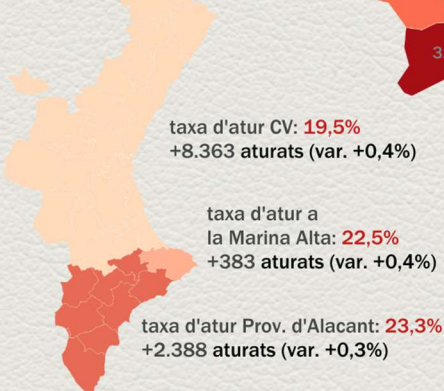 3
taxa d'atur CV: 19,5%
+8.363 aturats (var. +0,4%)
taxa d'atur a
la Marina Alta: 22,5%
+383 aturats (var. +0,4%)
taxa d'atur Prov. d'Alacant: 23,3%
+2.388 aturats (var. +0,3%)